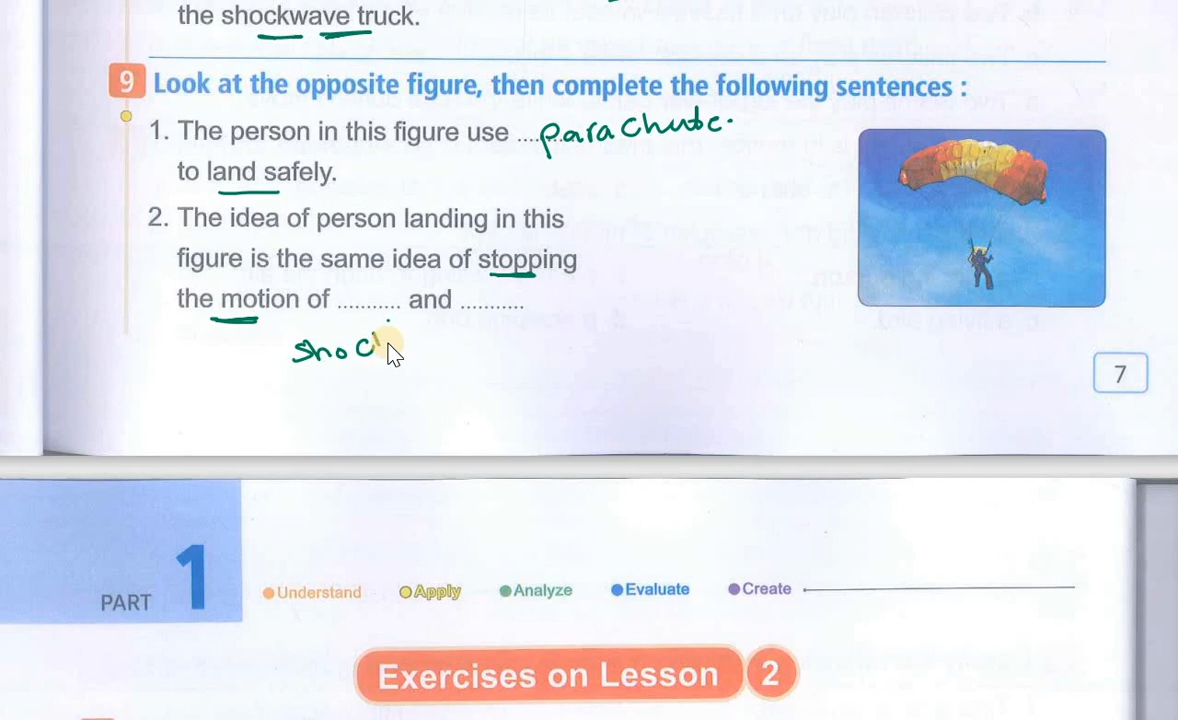 the shockwave truck.
9 Look at the opposite figure, then complete the following sentences :
1. The person in this figure use .... parachute.
to land safely.
2. The idea of person landing in this
figure is the same idea of stopping
the motion of .......... and ..........
shoc
7
PART 1
Understand Apply Analyze Evaluate Create
Exercises on Lesson 2